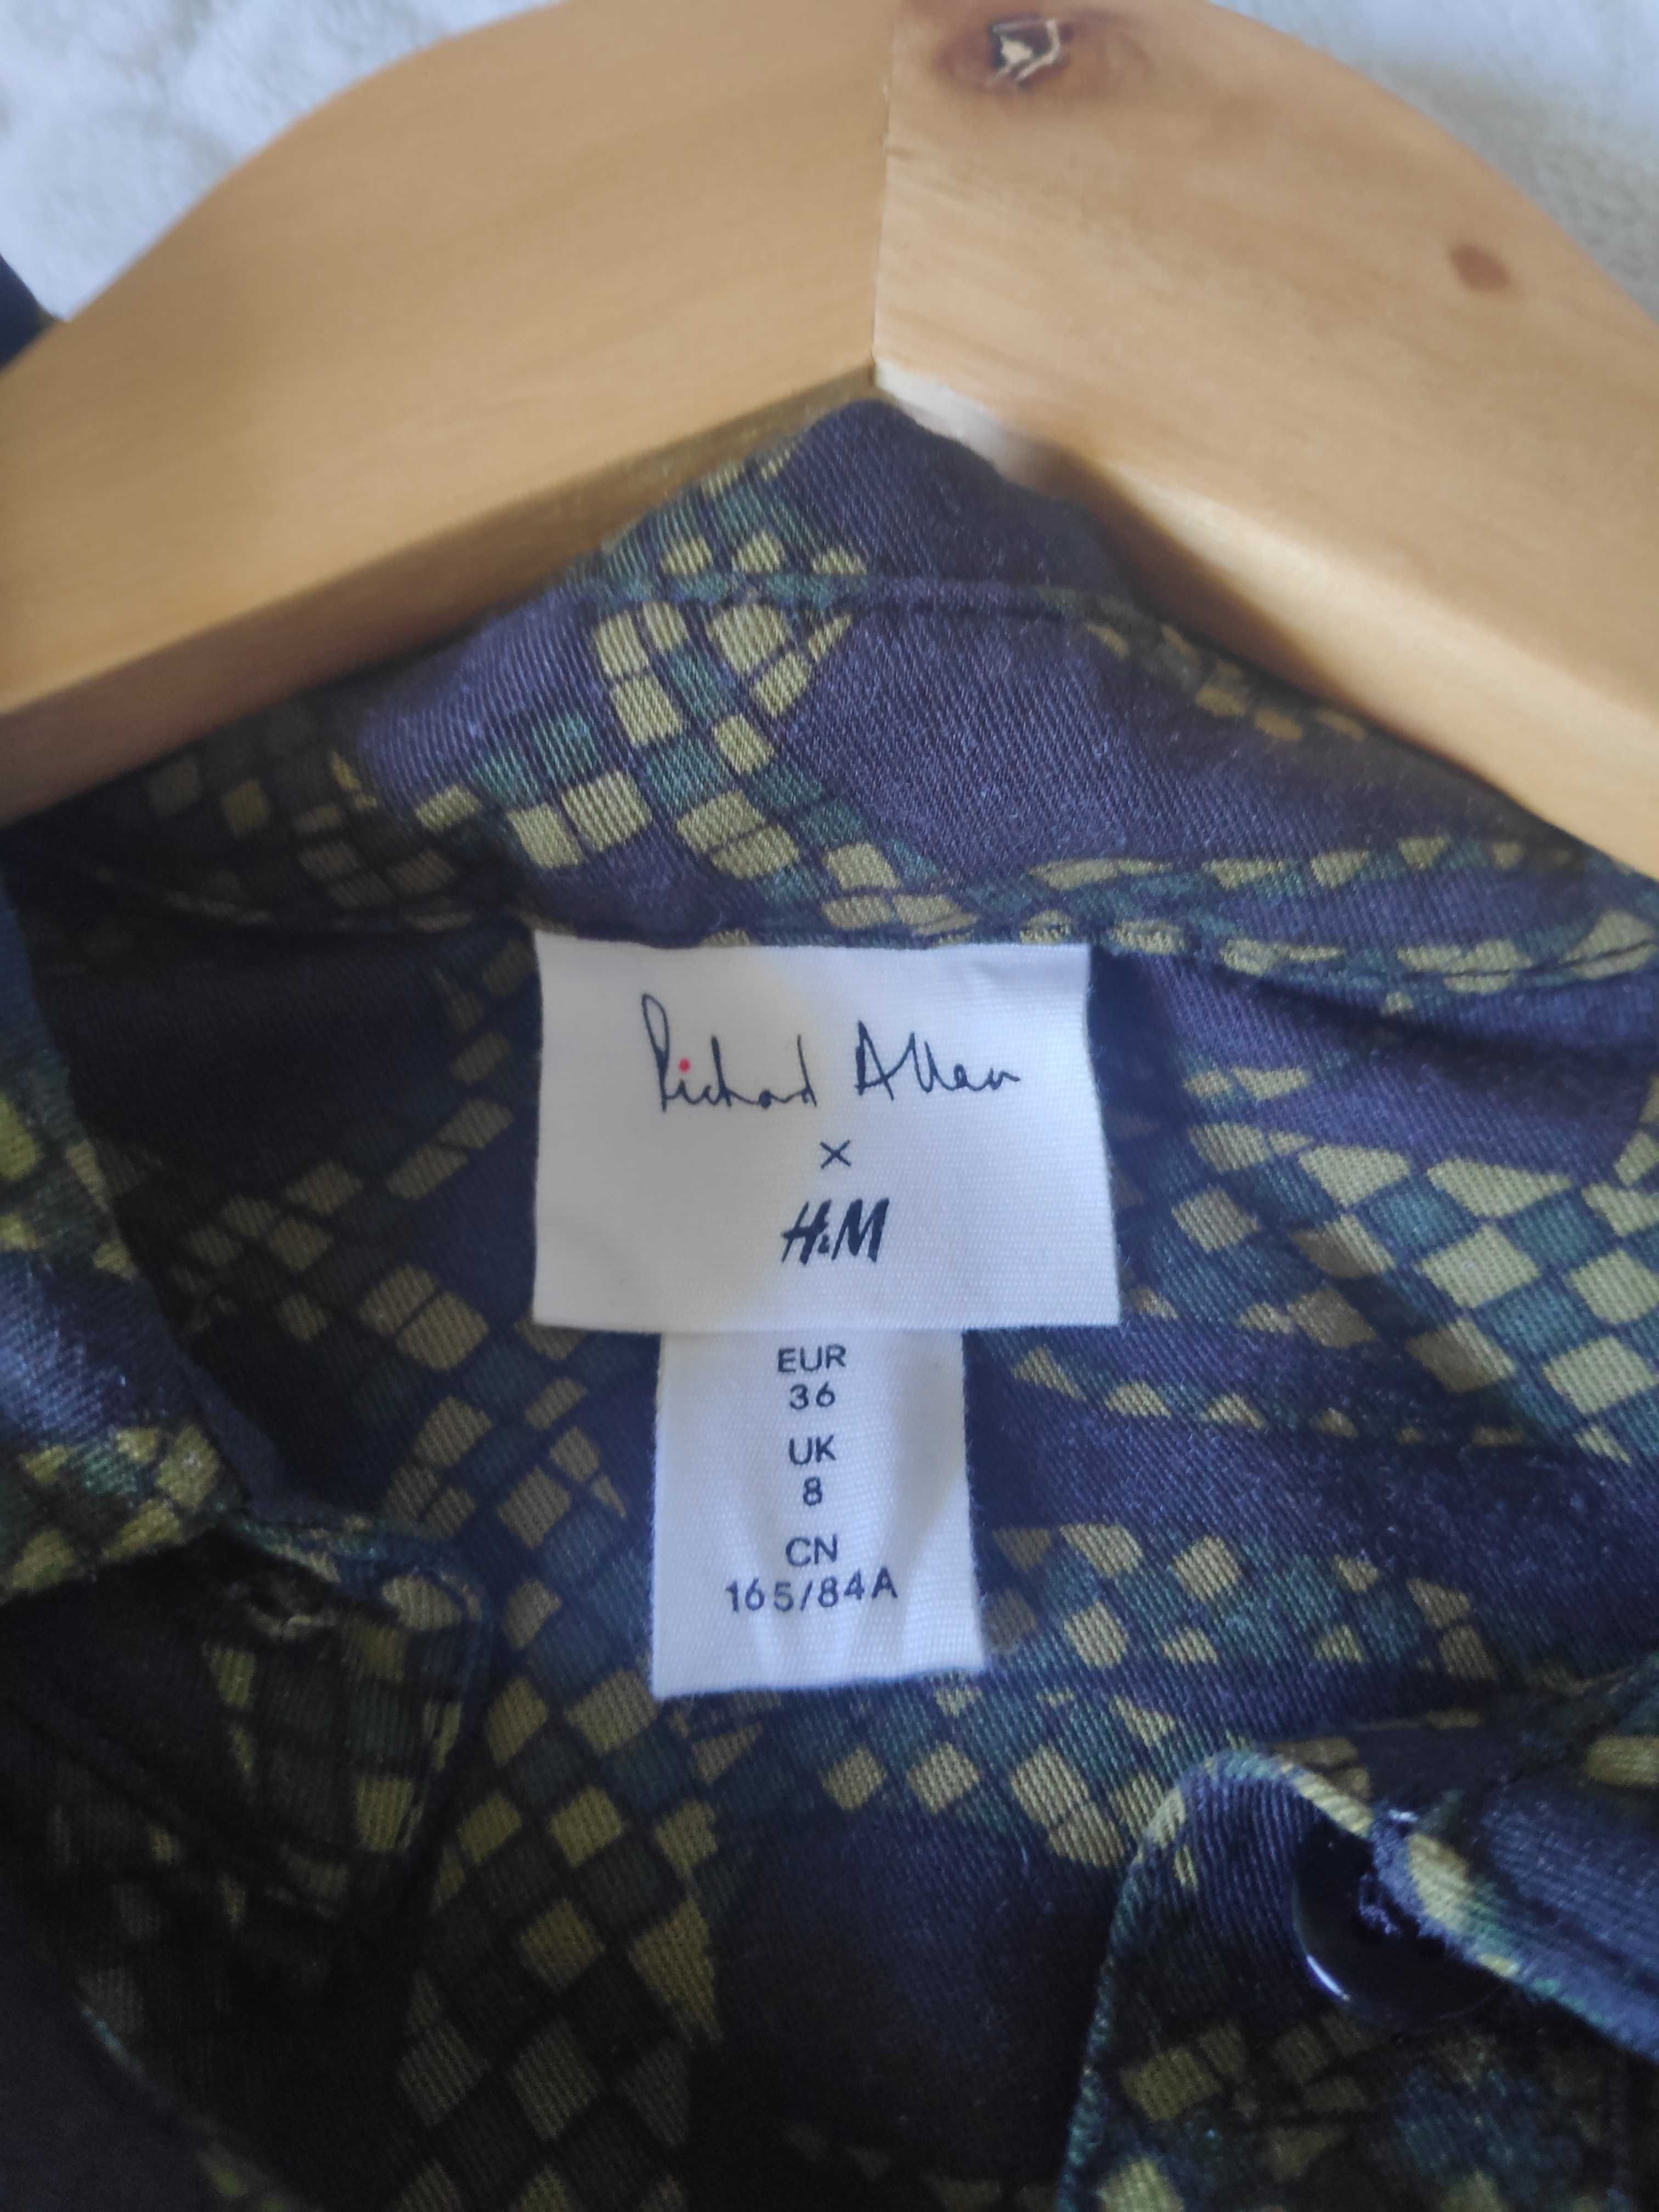 Richard Allan
×
H&M
EUR
36
UK
8
CN
165/84A